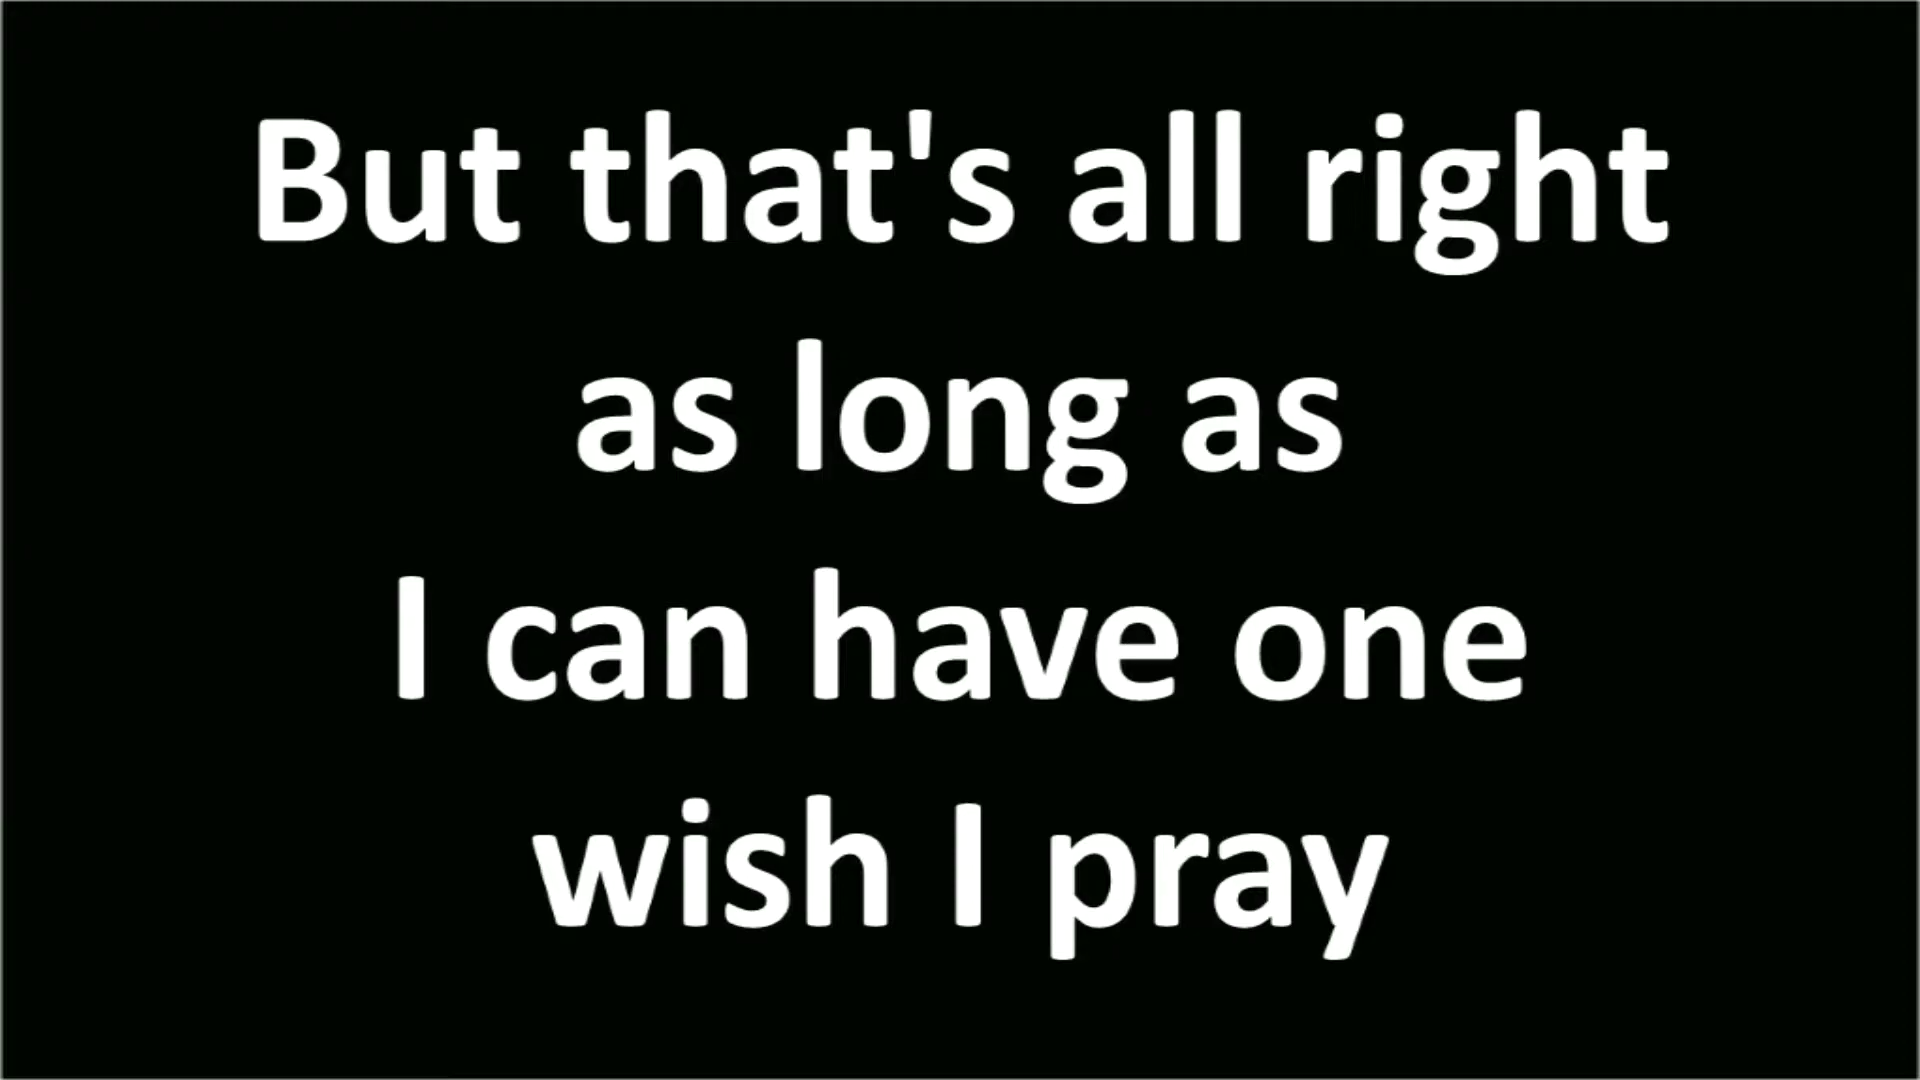 But that's all right
as long as
I can have one
wish I pray